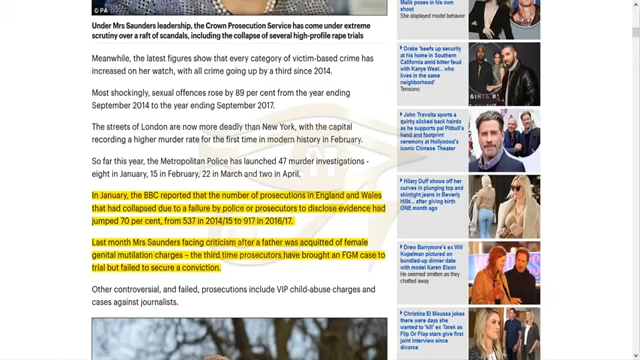 © PA
Under Mrs Saunders leadership, the Crown Prosecution Service has come under extreme
scrutiny over a raft of scandals, including the collapse of several high-profile rape trials
Meanwhile, the latest figures show that every category of victim-based crime has
increased on her watch, with all crime going up by a third since 2014.
Most shockingly, sexual offences rose by 89 per cent from the year ending
September 2014 to the year ending September 2017.
The streets of London are now more deadly than New York, with the capital
recording a higher murder rate for the first time in modern history in February.
So far this year, the Metropolitan Police has launched 47 murder investigations -
eight in January, 15 in February, 22 in March and two in April.
In January, the BBC reported that the number of prosecutions in England and Wales
that had collapsed due to a failure by police or prosecutors to disclose evidence had
jumped 70 per cent, from 537 in 2014/15 to 917 in 2016/17.
Last month Mrs Saunders facing criticism after a father was acquitted of female
genital mutilation charges – the third time prosecutors have brought an FGM case to
trial but failed to secure a conviction.
Other controversial, and failed, prosecutions include VIP child-abuse charges and
cases against journalists.
Malik poses in his own
shoot
She displayed model behavior
Drake 'beefs up security
at his home in Southern
California amid bitter feud
with Kanye West... who
lives in the same
neighborhood'
Tensions
John Travolta sports a
quirky slicked back hairdo
as he supports pal Pitbull's
hand and footprint
ceremony at Hollywood's
iconic Chinese Theater
Hilary Duff shows off her
curves in plunging top and
skintight jeans in Beverly
Hills... after giving birth
ONE month ago
Drew Barrymore's ex Will
Kopelman pictured on
bundled-up dinner date
with model Karen Elson
He seemed smitten as they
chatted away
Christina El Moussa jokes
there were days she
wanted to 'kill' ex Tarek as
Flip Or Flop stars give first
joint interview since
divorce